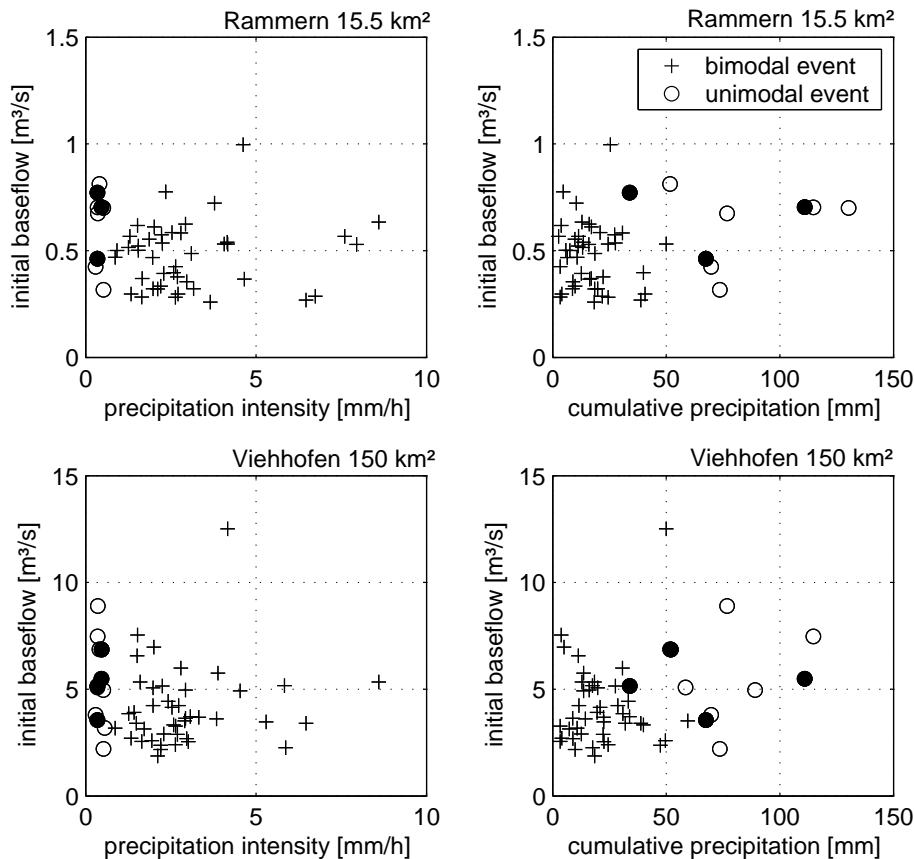 Rammern 15.5 km²
1.5
1
0.5
0
initial baseflow [m³/s]
0
5
10
precipitation intensity [mm/h]
Rammern 15.5 km²
bimodal event
unimodal event
1.5
1
0.5
0
initial baseflow [m³/s]
0
50
100
150
cumulative precipitation [mm]
Viehhofen 150 km²
15
10
5
0
initial baseflow [m³/s]
0
5
10
precipitation intensity [mm/h]
Viehhofen 150 km²
15
10
5
0
initial baseflow [m³/s]
0
50
100
150
cumulative precipitation [mm]